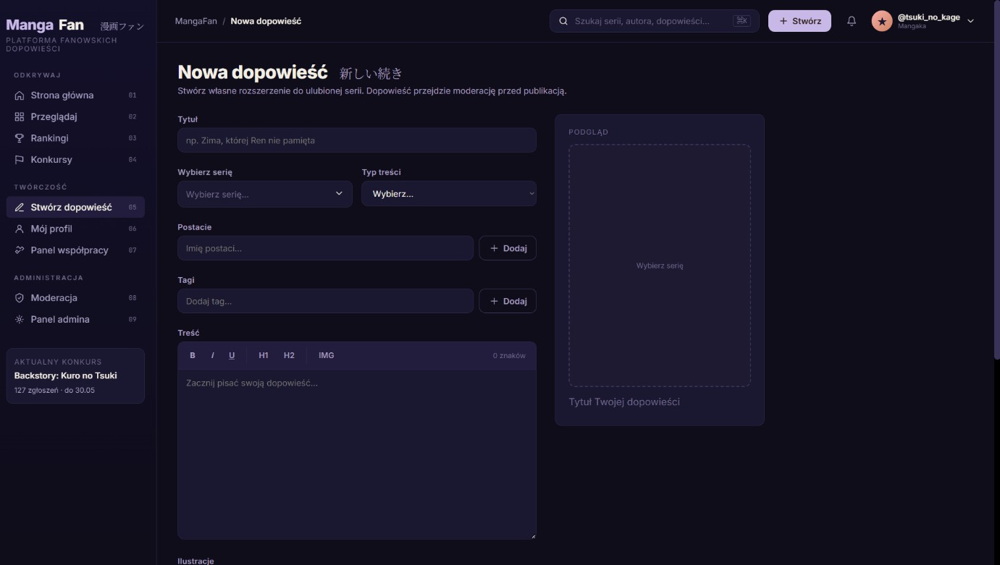 Manga Fan 漫画ファン
PLATFORMA FANOWSKICH
DOPOWIEŚCI
ODKRYWAJ
Strona główna 01
Przeglądaj 02
Rankingi 03
Konkursy 04
TWÓRCZOŚĆ
Stwórz dopowieść 05
Mój profil 06
Panel współpracy 07
ADMINISTRACJA
Moderacja 08
Panel admina 09
AKTUALNY KONKURS
Backstory: Kuro no Tsuki
127 zgłoszeń · do 30.05
MangaFan / Nowa dopowieść
Szukaj serii, autora, dopowieści... ⌘K
+ Stwórz
@tsuki_no_kage
Mangaka
Nowa dopowieść 新しい続き
Stwórz własne rozszerzenie do ulubionej serii. Dopowieść przejdzie moderację przed publikacją.
Tytuł
np. Zima, której Ren nie pamięta
Wybierz serię Typ treści
Wybierz serię... Wybierz...
Postacie
Imię postaci... + Dodaj
Tagi
Dodaj tag... + Dodaj
Treść
B I U H1 H2 IMG 0 znaków
Zacznij pisać swoją dopowieść...
Ilustracje
PODGLĄD
Wybierz serię
Tytuł Twojej dopowieści